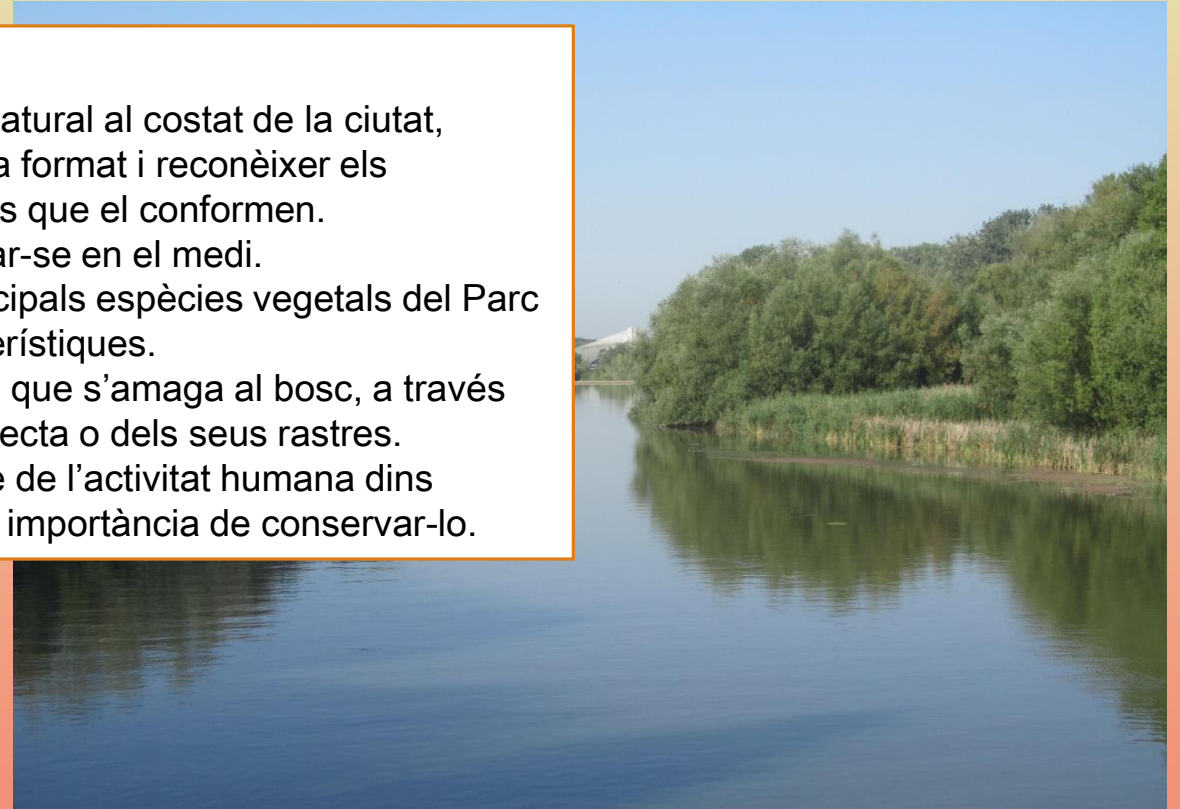 atural al costat de la ciutat,
a format i reconèixer els
s que el conformen.
ar-se en el medi.
cipals espècies vegetals del Parc
erístiques.
que s’amaga al bosc, a través
ecta o dels seus rastres.
e de l’activitat humana dins
importància de conservar-lo.